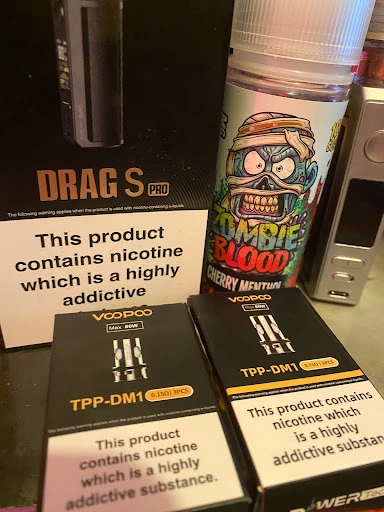 DRAG S PRO
The following warning applies when the product is used with nicotine-containing e-liquids
This product
contains nicotine
which is a highly
addictive
ZOMBIE
BLOOD
CHERRY MENTHOL
VOOPOO
Max 80W
TPP-DM1 0.15Ω 3PCS
This product
contains nicotine
which is a highly
addictive substance.
VOOPOO
Max 80W
TPP-DM1 0.15Ω 3PCS
This product contains
nicotine which
is a highly
addictive substan